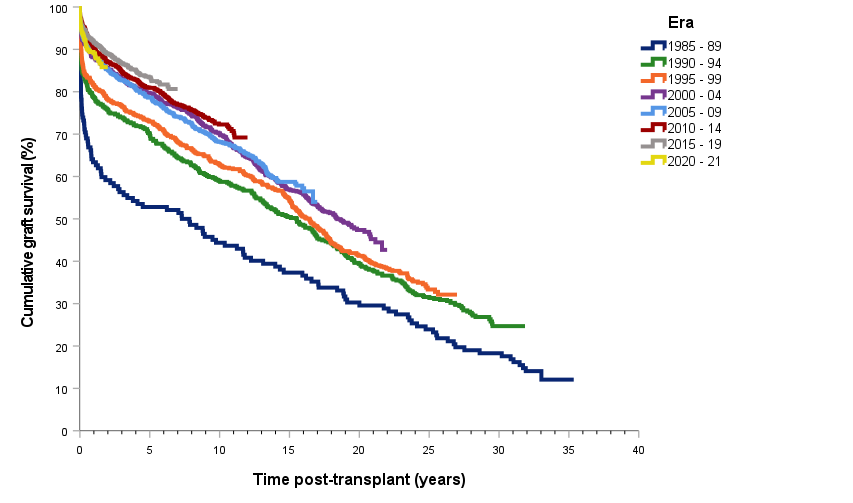 Era
1985 - 89
1990 - 94
1995 - 99
2000 - 04
2005 - 09
2010 - 14
2015 - 19
2020 - 21
Cumulative graft survival (%)
100
90
80
70
60
50
40
30
20
10
0
0 5 10 15 20 25 30 35 40
Time post-transplant (years)